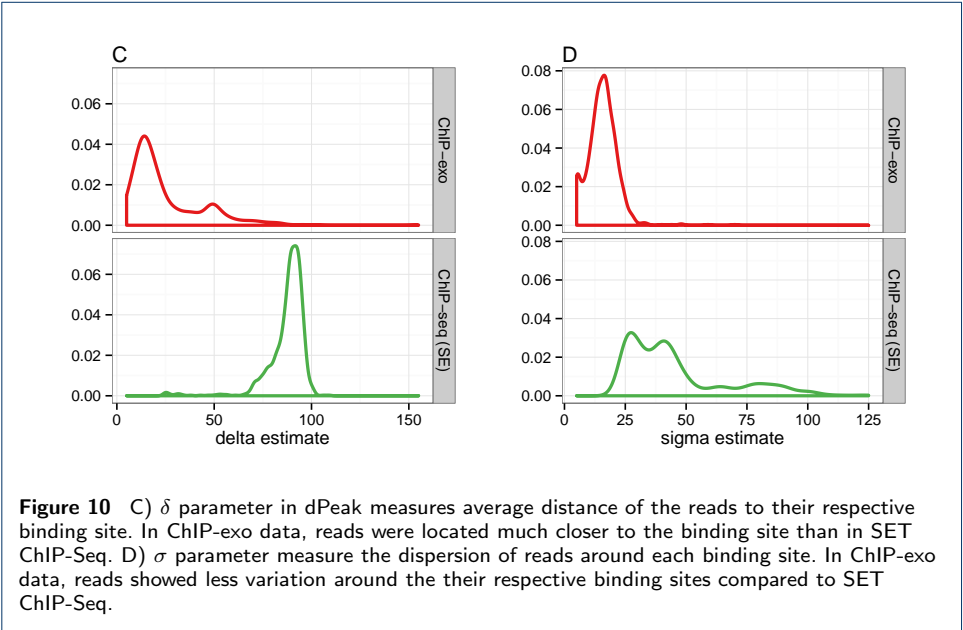 C
D
0.06
0.04
0.02
0.00
ChIP−exo
0.08
0.06
0.04
0.02
0.00
ChIP−exo
0.06
0.04
0.02
0.00
ChIP−seq (SE)
0.08
0.06
0.04
0.02
0.00
ChIP−seq (SE)
0 50 100 150
delta estimate
0 25 50 75 100 125
sigma estimate
Figure 10 C) δ parameter in dPeak measures average distance of the reads to their respective
binding site. In ChIP-exo data, reads were located much closer to the binding site than in SET
ChIP-Seq. D) σ parameter measure the dispersion of reads around each binding site. In ChIP-exo
data, reads showed less variation around the their respective binding sites compared to SET
ChIP-Seq.